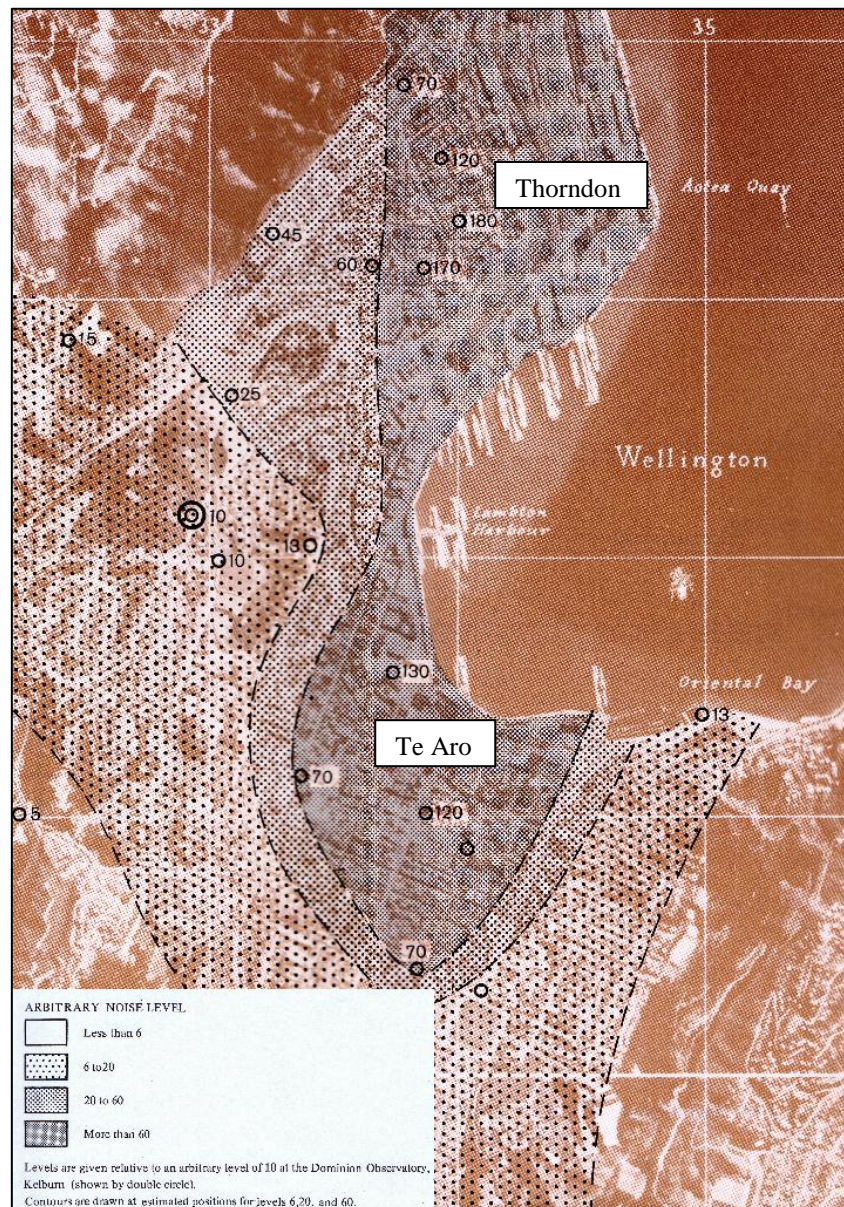 33
35
70
120
Thorndon
Aotea Quay
180
45
60
170
15
25
Wellington
10
Lambton
Harbour
13
10
130
Oriental Bay
13
Te Aro
70
5
120
70
ARBITRARY NOISE LEVEL
Less than 6
6 to 20
20 to 60
More than 60
Levels are given relative to an arbitrary level of 10 at the Dominion Observatory,
Kelburn (shown by double circle).
Contours are drawn at estimated positions for levels 6,20, and 60.